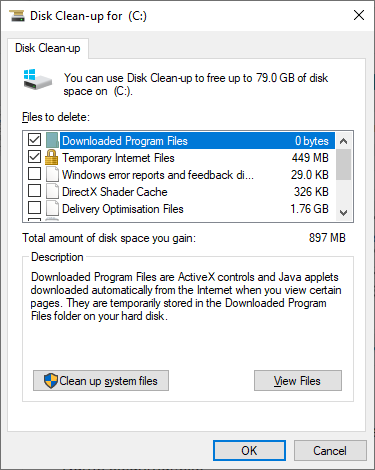 Disk Clean-up for  (C:)
Disk Clean-up
You can use Disk Clean-up to free up to 79.0 GB of disk
space on  (C:).
Files to delete:
Downloaded Program Files 0 bytes
Temporary Internet Files 449 MB
Windows error reports and feedback di... 29.0 KB
DirectX Shader Cache 326 KB
Delivery Optimisation Files 1.76 GB
Total amount of disk space you gain: 897 MB
Description
Downloaded Program Files are ActiveX controls and Java applets
downloaded automatically from the Internet when you view certain
pages. They are temporarily stored in the Downloaded Program
Files folder on your hard disk.
Clean up system files View Files
OK Cancel